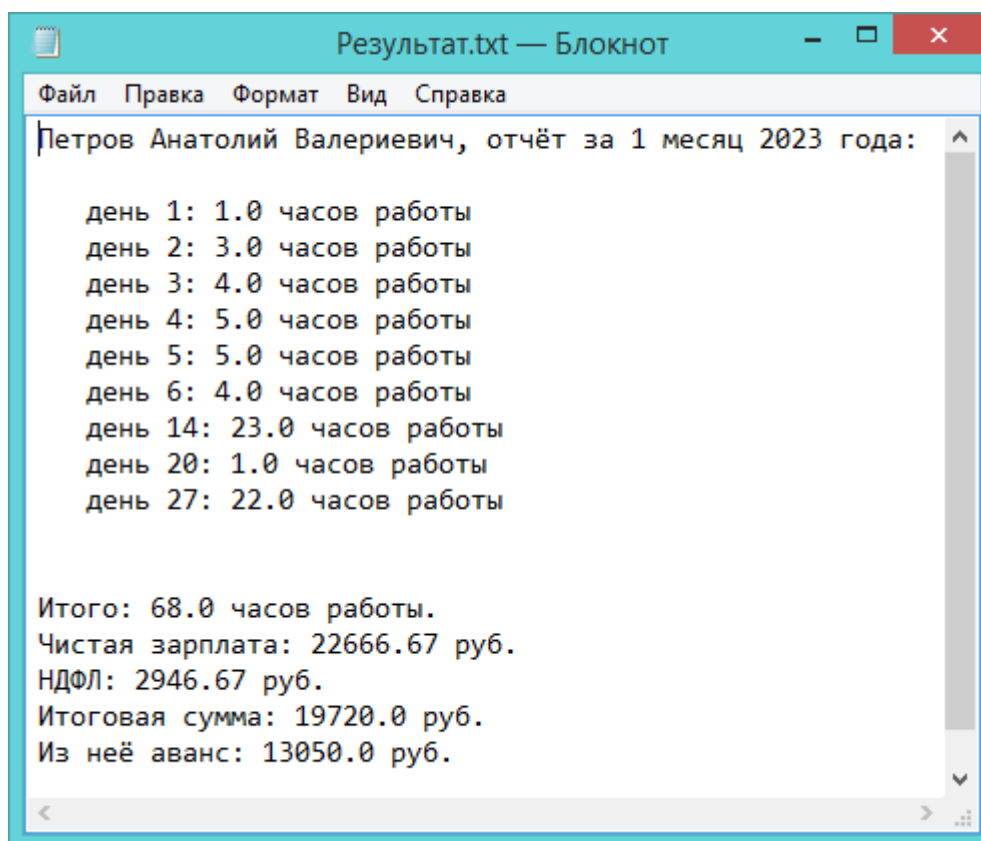 Результат.txt — Блокнот
Файл Правка Формат Вид Справка
Петров Анатолий Валериевич, отчёт за 1 месяц 2023 года:
день 1: 1.0 часов работы
день 2: 3.0 часов работы
день 3: 4.0 часов работы
день 4: 5.0 часов работы
день 5: 5.0 часов работы
день 6: 4.0 часов работы
день 14: 23.0 часов работы
день 20: 1.0 часов работы
день 27: 22.0 часов работы
Итого: 68.0 часов работы.
Чистая зарплата: 22666.67 руб.
НДФЛ: 2946.67 руб.
Итоговая сумма: 19720.0 руб.
Из неё аванс: 13050.0 руб.